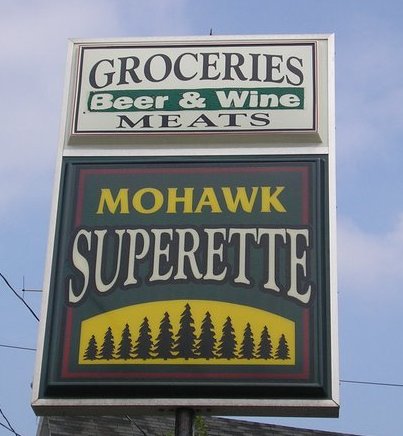 GROCERIES
Beer & Wine
MEATS
MOHAWK
SUPERETTE